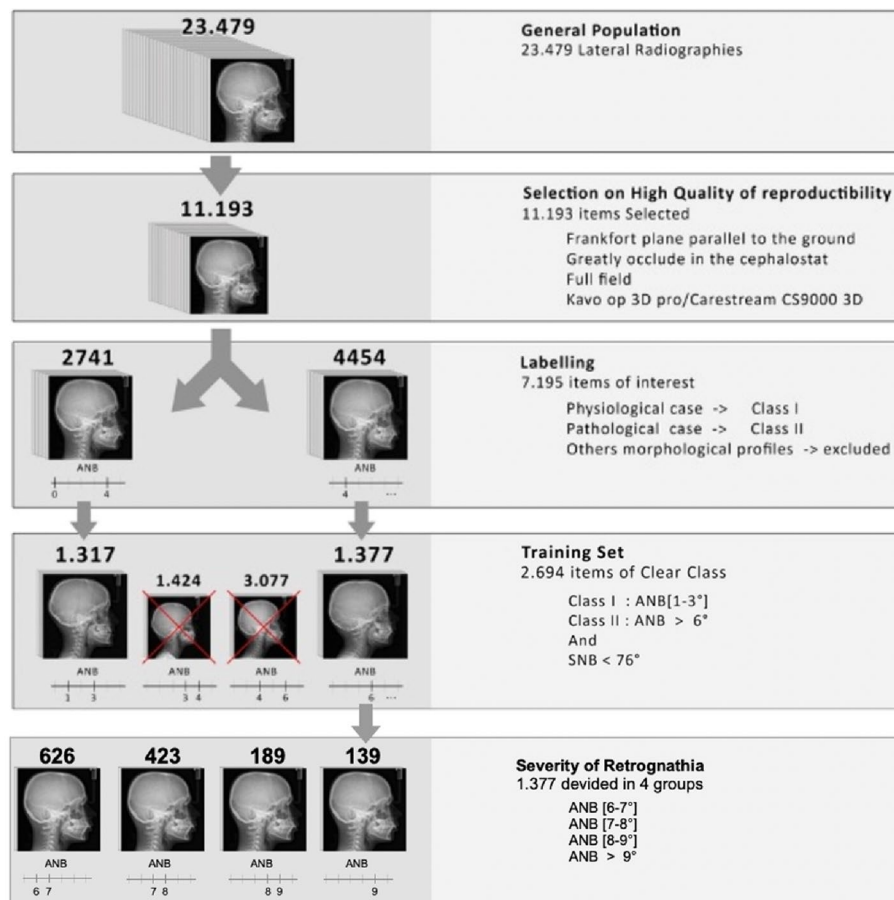 23.479
General Population
23.479 Lateral Radiographies
11.193
Selection on High Quality of reproductibility
11.193 items Selected
Frankfort plane parallel to the ground
Greatly occlude in the cephalostat
Full field
Kavo op 3D pro/Carestream CS9000 3D
2741
4454
ANB
0 4
ANB
4 ...
Labelling
7.195 items of interest
Physiological case -> Class I
Pathological case -> Class II
Others morphological profiles -> excluded
1.317
1.424
3.077
1.377
ANB
1 3
ANB
3 4
ANB
4 6
ANB
6 ...
Training Set
2.694 items of Clear Class
Class I : ANB[1-3°]
Class II : ANB > 6°
And
SNB < 76°
626
423
189
139
ANB
6 7
ANB
7 8
ANB
8 9
ANB
9
Severity of Retrognathia
1.377 devided in 4 groups
ANB [6-7°]
ANB [7-8°]
ANB [8-9°]
ANB > 9°